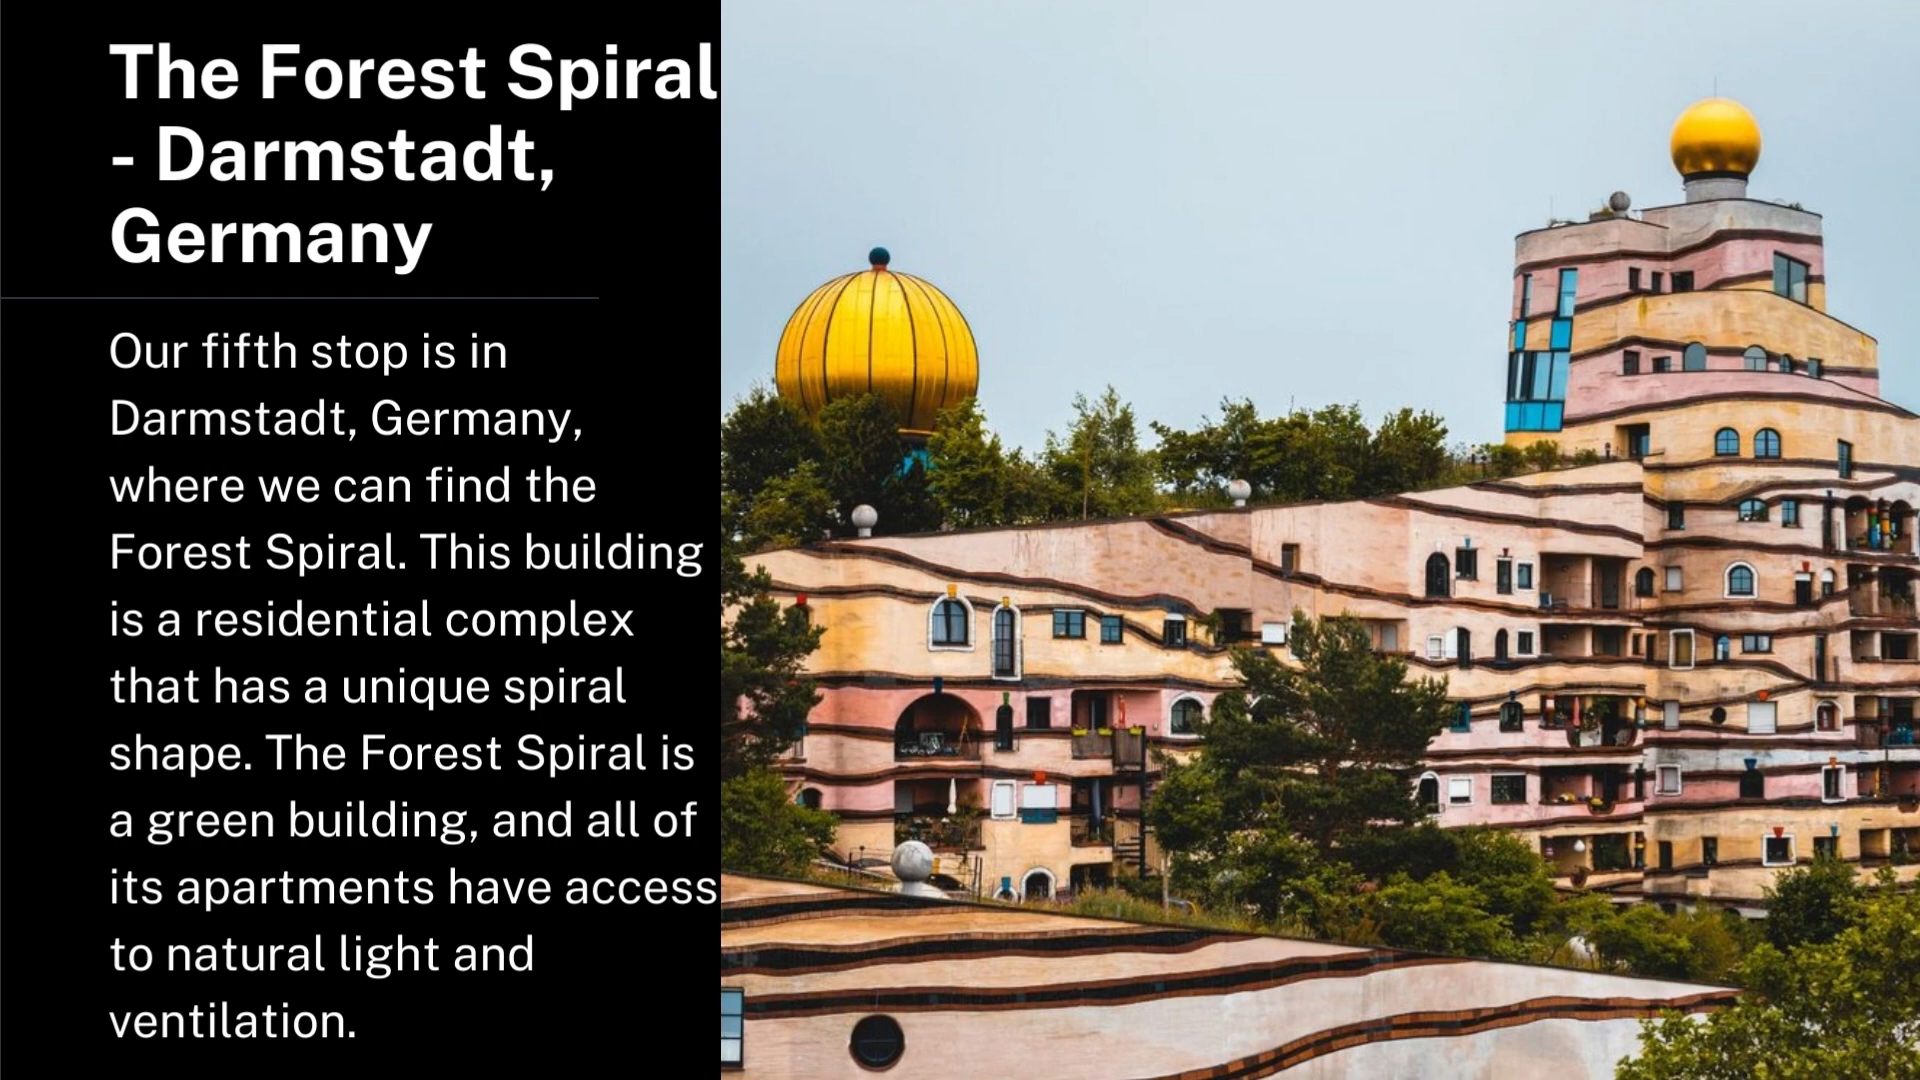 The Forest Spiral
- Darmstadt,
Germany
Our fifth stop is in
Darmstadt, Germany,
where we can find the
Forest Spiral. This building
is a residential complex
that has a unique spiral
shape. The Forest Spiral is
a green building, and all of
its apartments have access
to natural light and
ventilation.